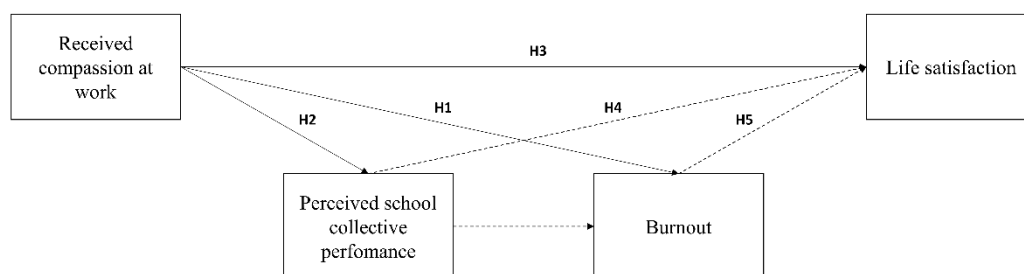 Received
compassion at
work
H3
Life satisfaction
H2
H1
H4
H5
Perceived school
collective
perfomance
Burnout